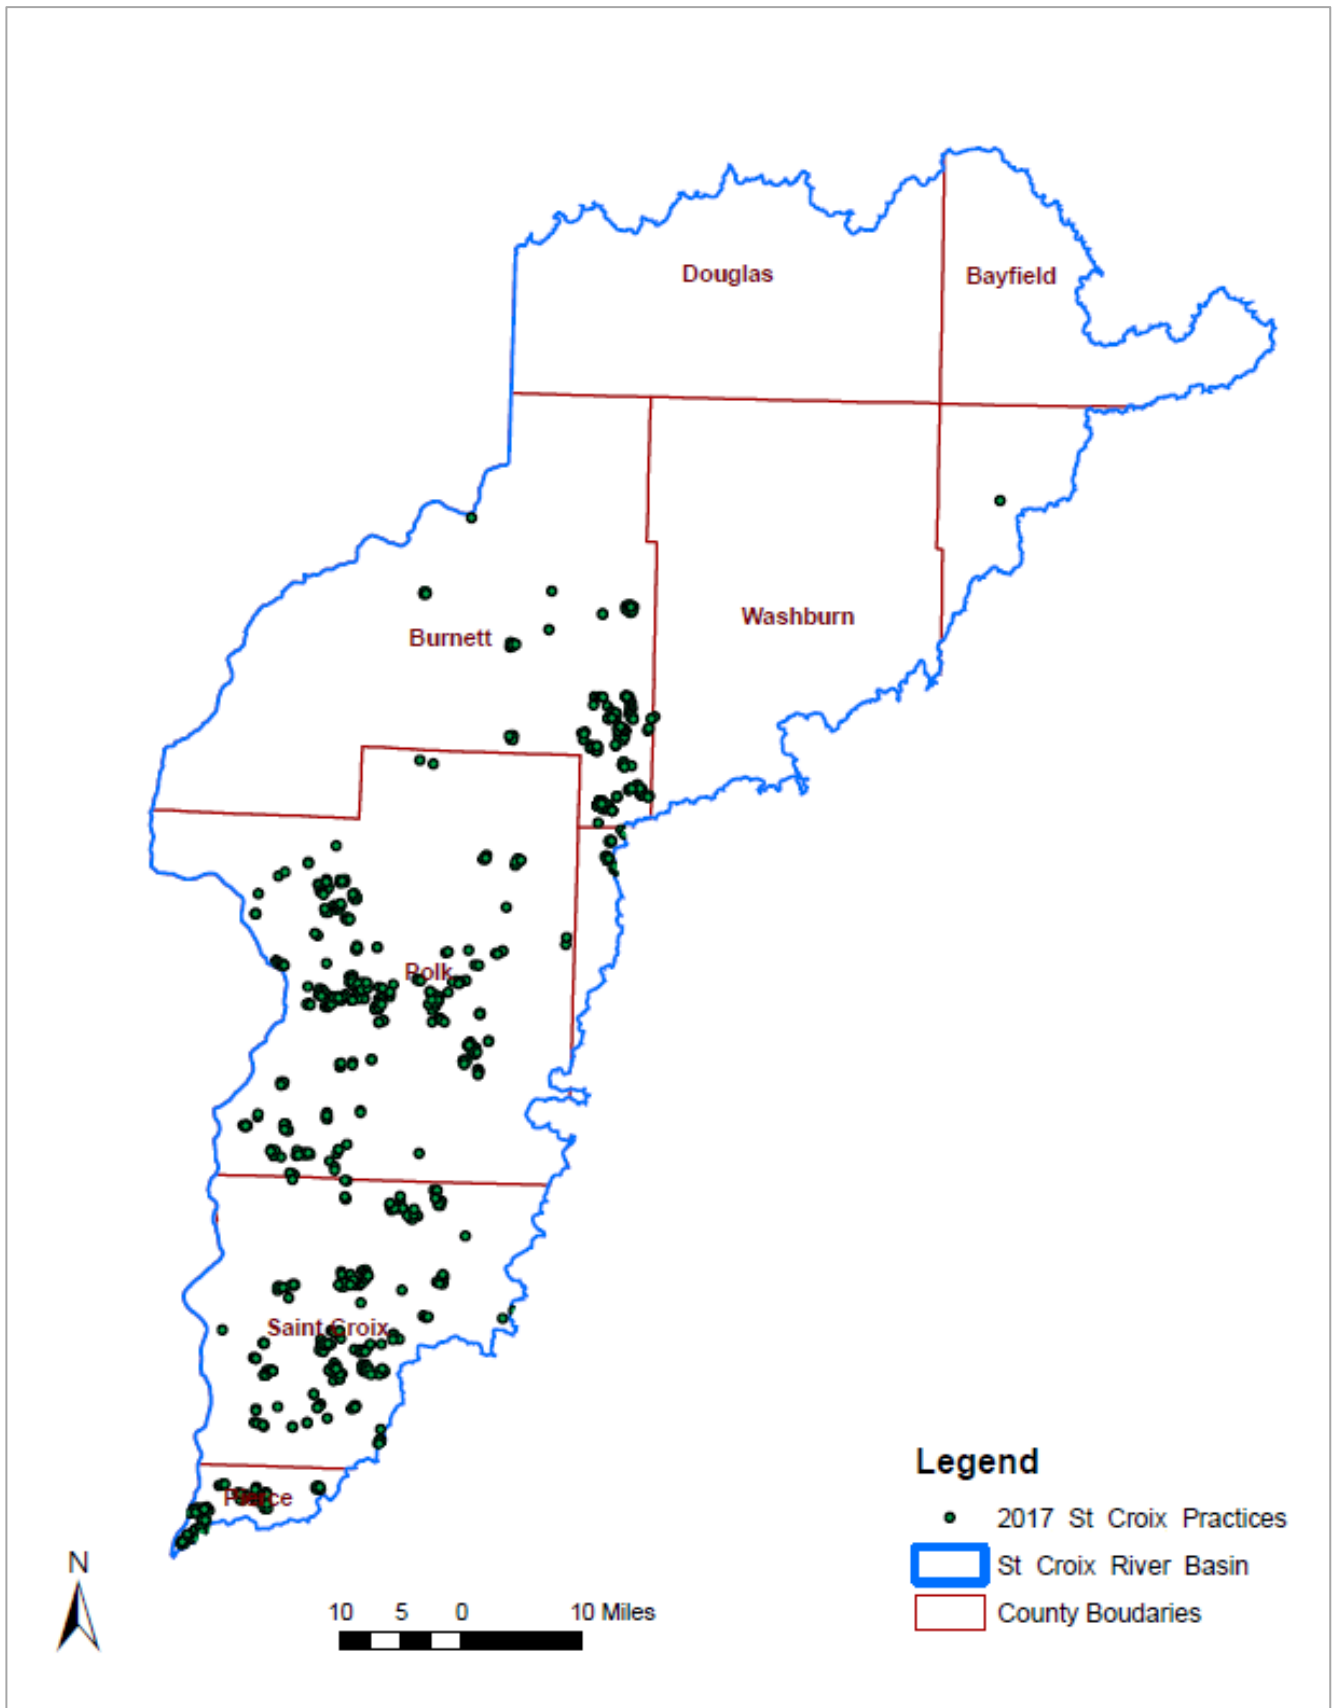 Douglas
Bayfield
Burnett
Washburn
Polk
Saint Croix
Pierce
Legend
2017 St Croix Practices
St Croix River Basin
County Boudaries
N
10 5 0 10 Miles